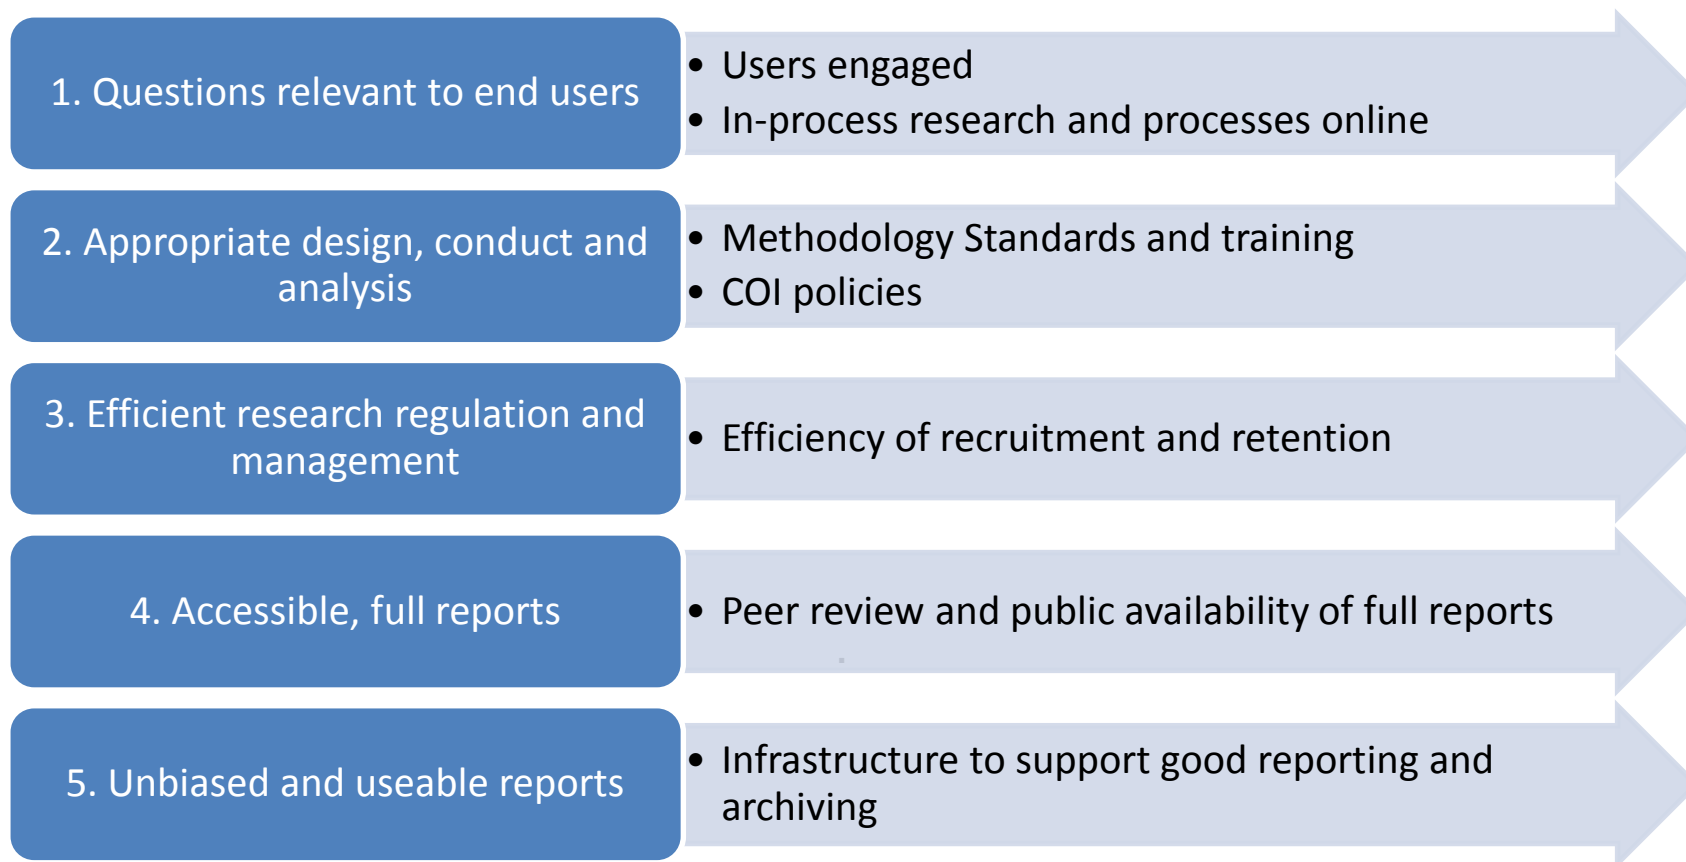 1. Questions relevant to end users
• Users engaged
• In-process research and processes online
2. Appropriate design, conduct and
analysis
• Methodology Standards and training
• COI policies
3. Efficient research regulation and
management
• Efficiency of recruitment and retention
4. Accessible, full reports
• Peer review and public availability of full reports
5. Unbiased and useable reports
• Infrastructure to support good reporting and
archiving